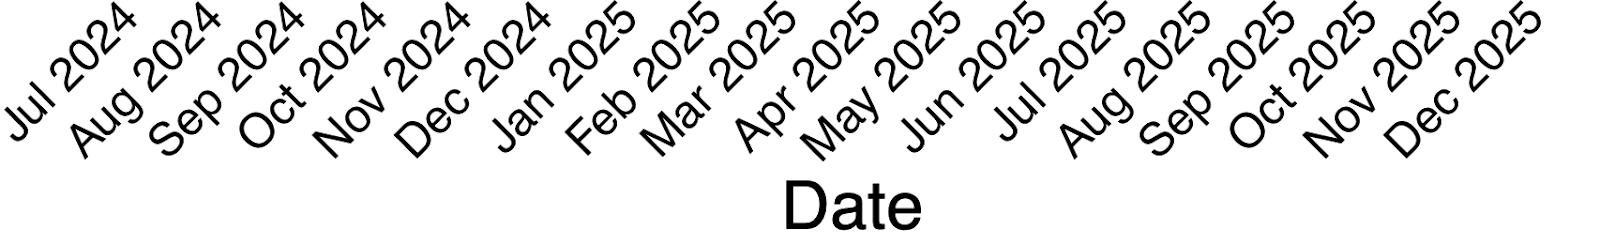 Jul 2024
Aug 2024
Sep 2024
Oct 2024
Nov 2024
Dec 2024
Jan 2025
Feb 2025
Mar 2025
Apr 2025
May 2025
Jun 2025
Jul 2025
Aug 2025
Sep 2025
Oct 2025
Nov 2025
Dec 2025
Date